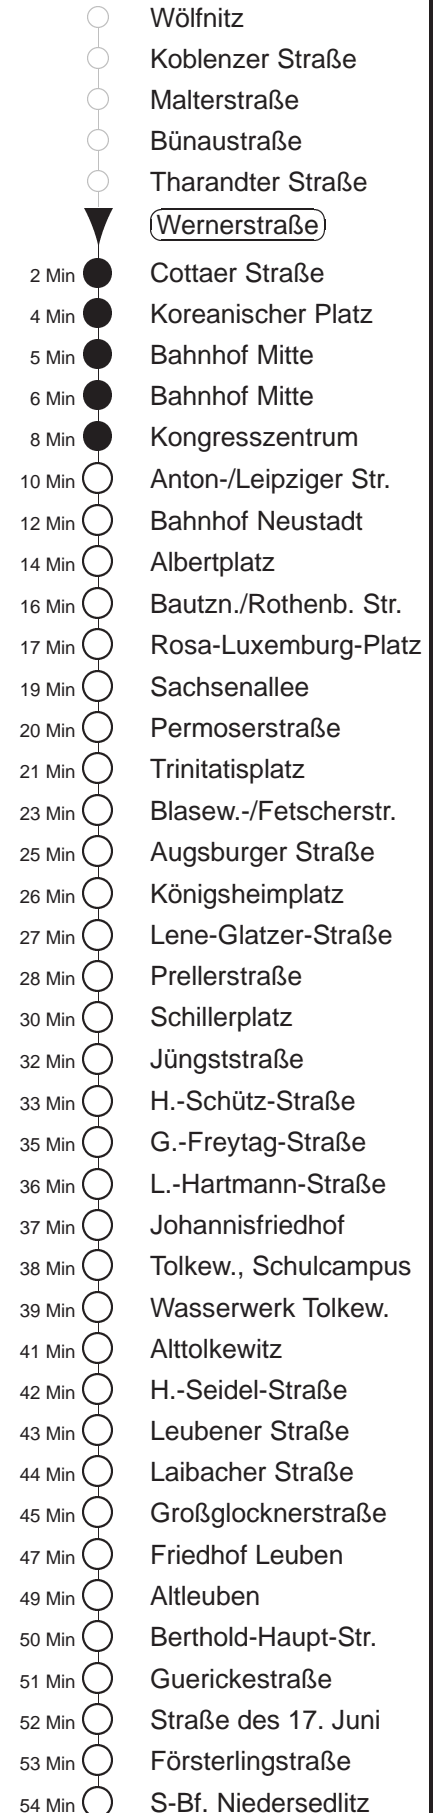 Wölfnitz
Koblenzer Straße
Malterstraße
Bünaustraße
Tharandter Straße
Wernerstraße
2 Min Cottaer Straße
4 Min Koreanischer Platz
5 Min Bahnhof Mitte
6 Min Bahnhof Mitte
8 Min Kongresszentrum
10 Min Anton-/Leipziger Str.
12 Min Bahnhof Neustadt
14 Min Albertplatz
16 Min Bautzn./Rothenb. Str.
17 Min Rosa-Luxemburg-Platz
19 Min Sachsenallee
20 Min Permoserstraße
21 Min Trinitatisplatz
23 Min Blasew.-/Fetscherstr.
25 Min Augsburger Straße
26 Min Königsheimplatz
27 Min Lene-Glatzer-Straße
28 Min Prellerstraße
30 Min Schillerplatz
32 Min Jüngststraße
33 Min H.-Schütz-Straße
35 Min G.-Freytag-Straße
36 Min L.-Hartmann-Straße
37 Min Johannisfriedhof
38 Min Tolkew., Schulcampus
39 Min Wasserwerk Tolkew.
41 Min Alttolkewitz
42 Min H.-Seidel-Straße
43 Min Leubener Straße
44 Min Laibacher Straße
45 Min Großglocknerstraße
47 Min Friedhof Leuben
49 Min Altleuben
50 Min Berthold-Haupt-Str.
51 Min Guerickestraße
52 Min Straße des 17. Juni
53 Min Försterlingstraße
54 Min S-Bf. Niedersedlitz